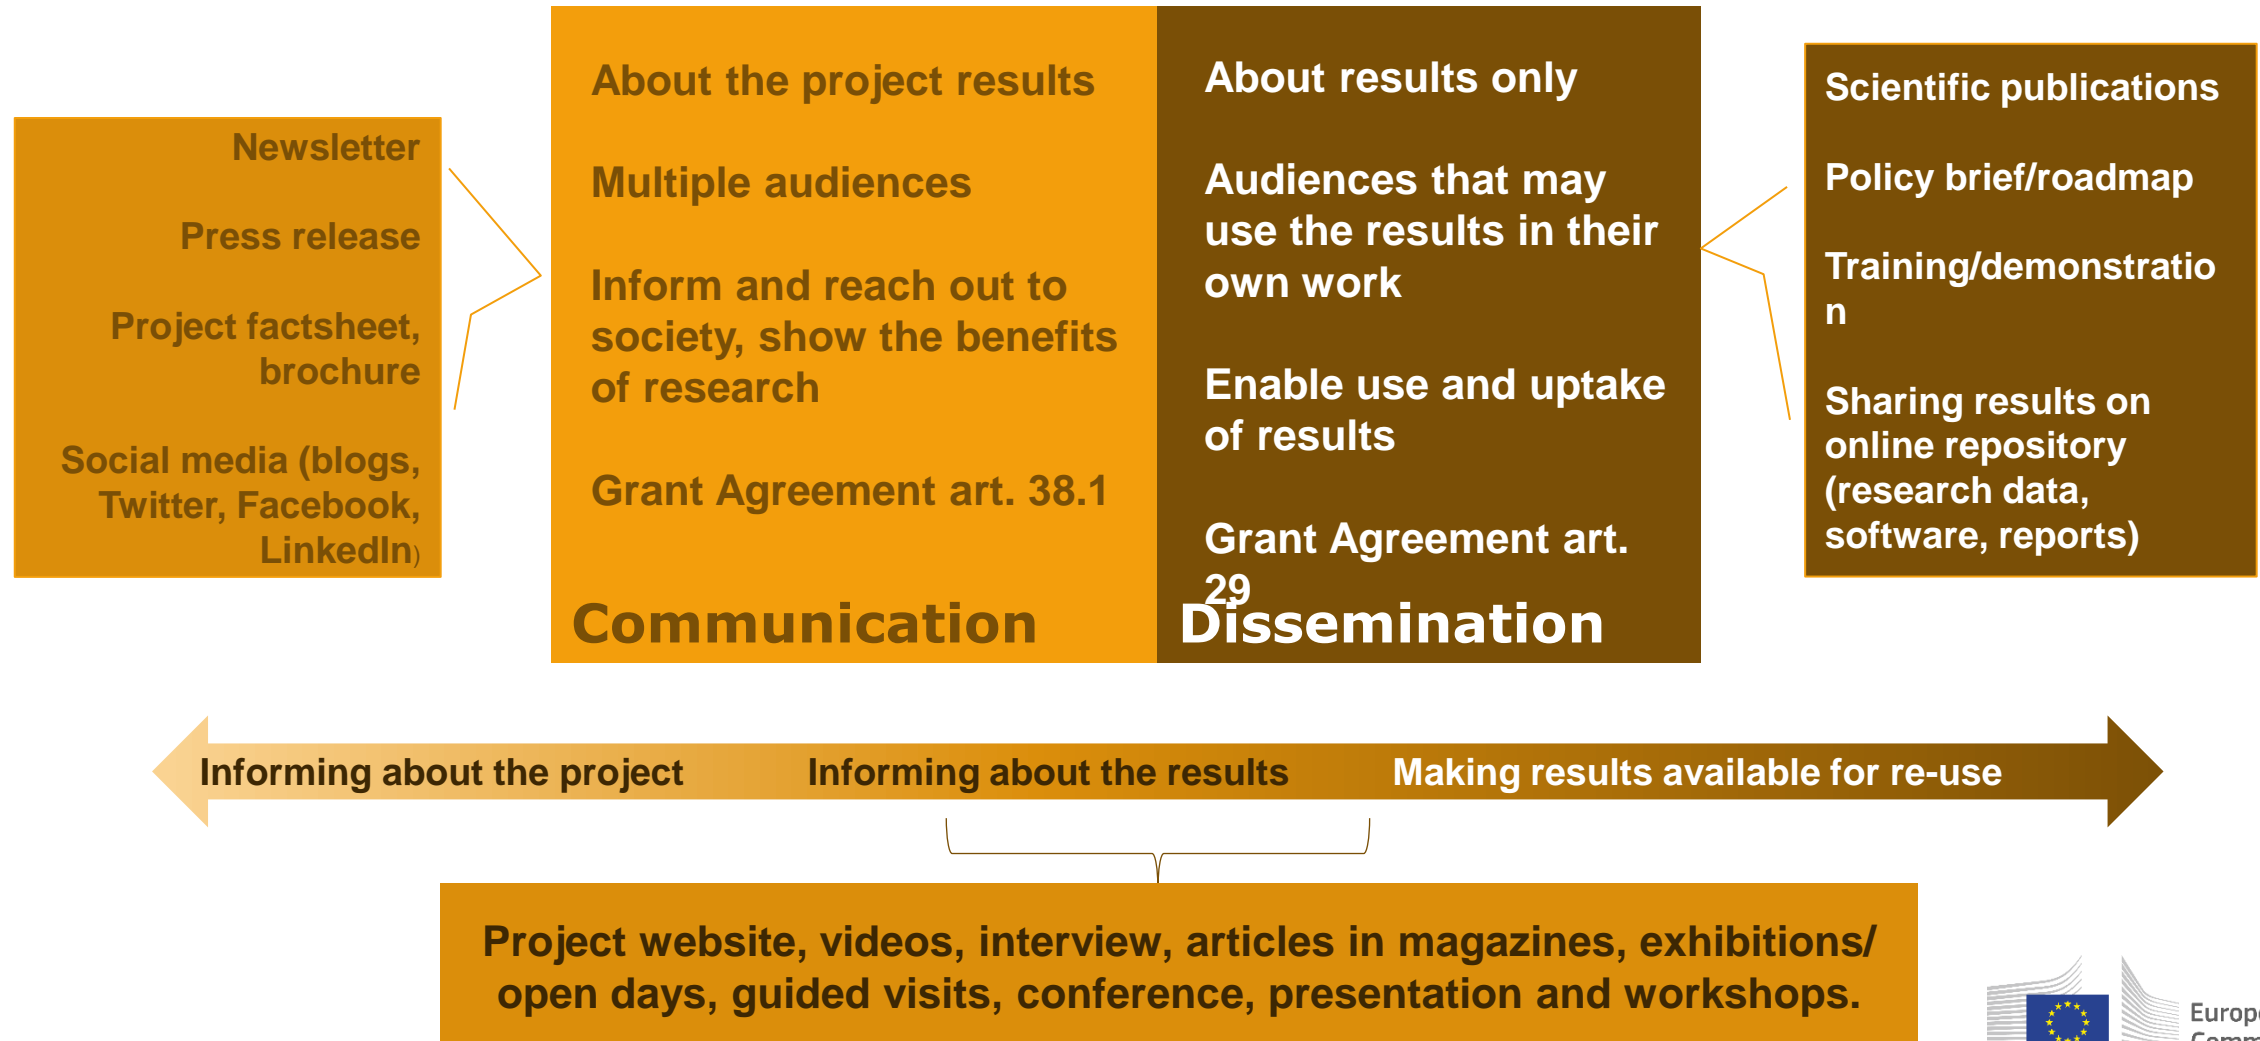 Newsletter
Press release
Project factsheet,
brochure
Social media (blogs,
Twitter, Facebook,
LinkedIn)
About the project results
Multiple audiences
Inform and reach out to
society, show the benefits
of research
Grant Agreement art. 38.1
Communication
About results only
Audiences that may
use the results in their
own work
Enable use and uptake
of results
Grant Agreement art.
29
Dissemination
Scientific publications
Policy brief/roadmap
Training/demonstratio
n
Sharing results on
online repository
(research data,
software, reports)
Informing about the project
Informing about the results
Making results available for re-use
Project website, videos, interview, articles in magazines, exhibitions/
open days, guided visits, conference, presentation and workshops.